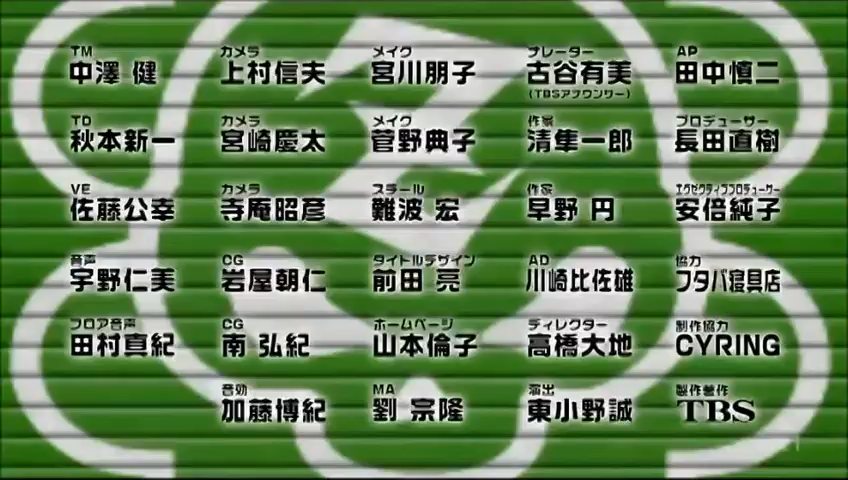 TM
中澤 健
TD
秋本新一
VE
佐藤公幸
音声
宇野仁美
フロア音声
田村真紀
カメラ
上村信夫
カメラ
宮崎慶太
カメラ
寺庵昭彦
CG
岩屋朝仁
CG
南 弘紀
音効
加藤博紀
メイク
宮川朋子
メイク
菅野典子
スチール
難波 宏
タイトルデザイン
前田 亮
ホームページ
山本倫子
MA
劉 宗隆
プレーター
古谷有美
(TBSアナウンサー)
作家
清隼一郎
作家
早野 円
AD
川崎比佐雄
ディレクター
高橋大地
演出
東小野誠
AP
田中慎二
プロデューサー
長田直樹
エグゼクティブプロデューサー
安倍純子
協力
フタバ寝具店
制作協力
CYRING
製作著作
TBS